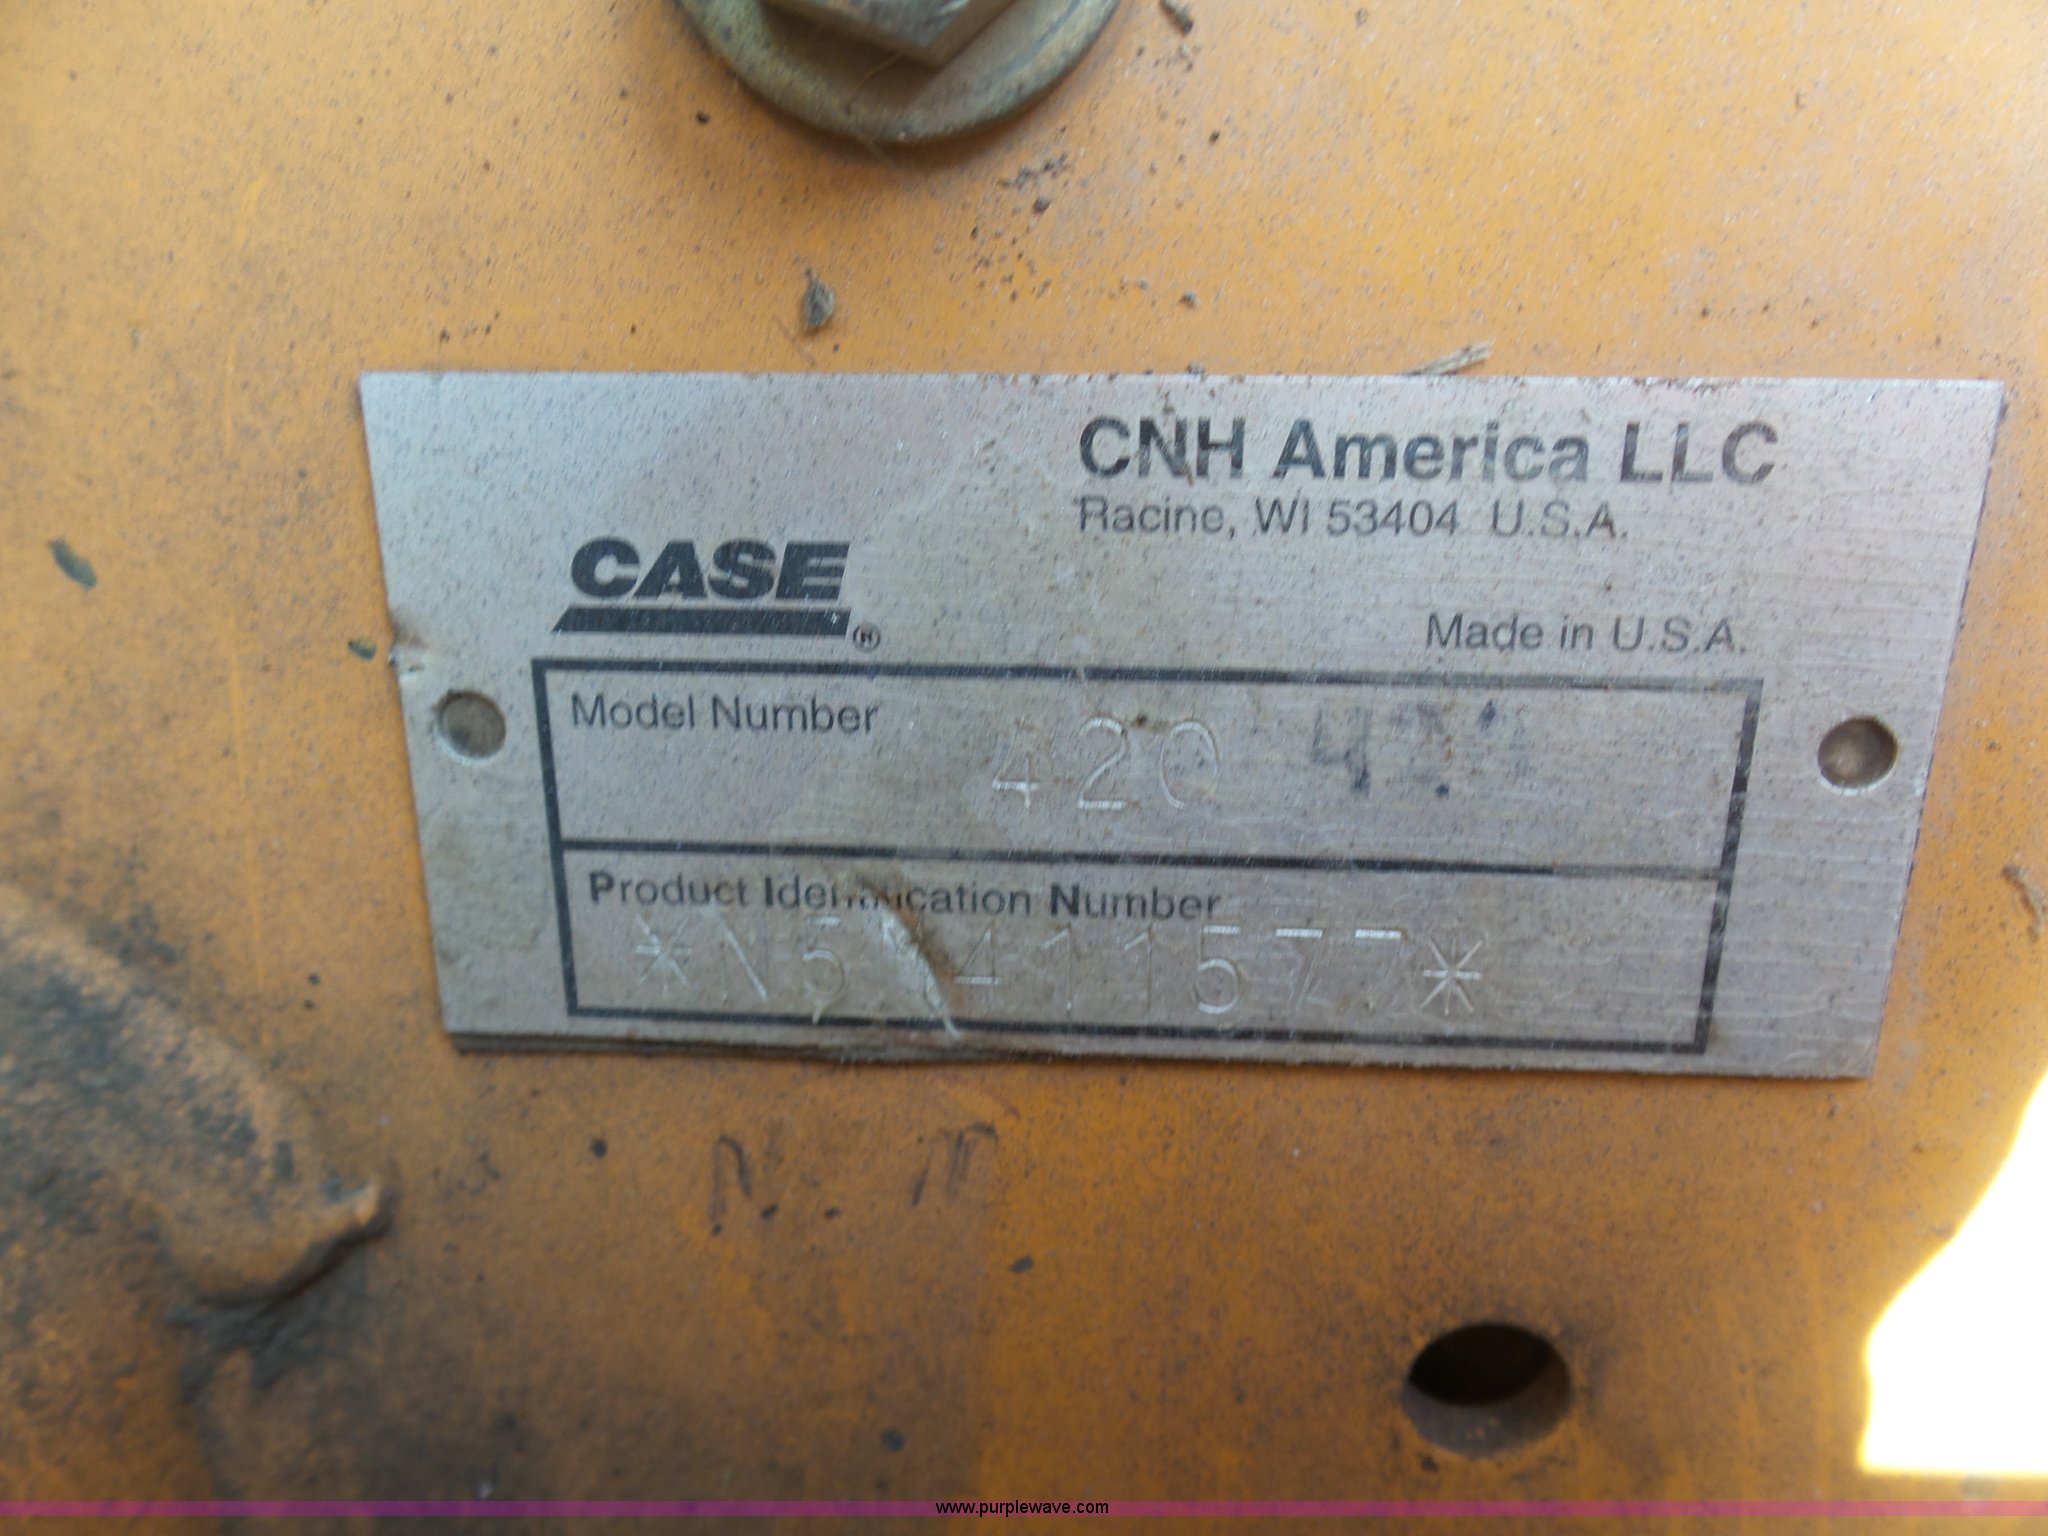 CNH America LLC
Racine, WI 53404 U.S.A.
CASE
Made in U.S.A.
Model Number
420
Product Identification Number
www.purplewave.com